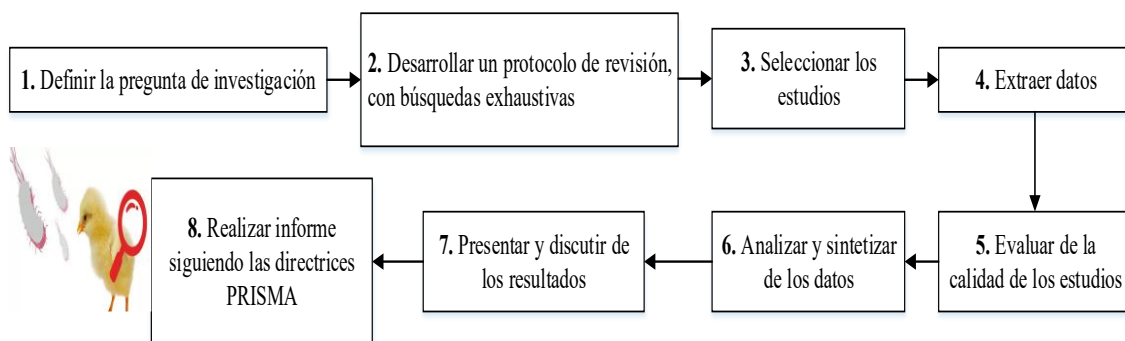 1. Definir la pregunta de investigación
2. Desarrollar un protocolo de revisión,
con búsquedas exhaustivas
3. Seleccionar los
estudios
4. Extraer datos
5. Evaluar de la
calidad de los estudios
6. Analizar y sintetizar
de los datos
7. Presentar y discutir de
los resultados
8. Realizar informe
siguiendo las directrices
PRISMA